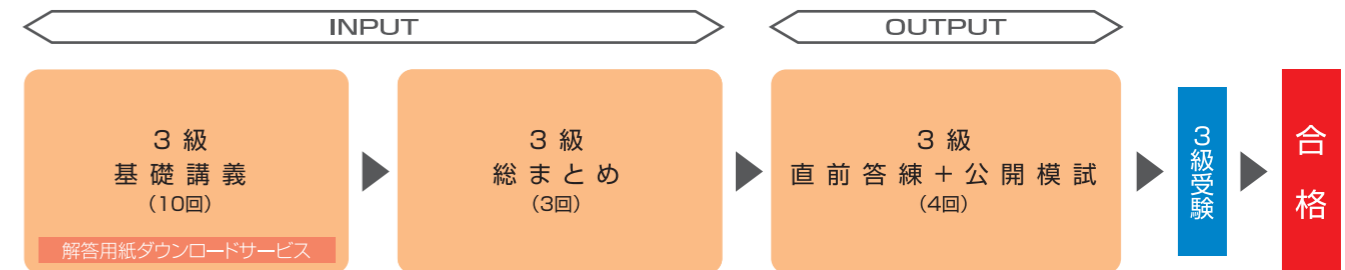 INPUT
OUTPUT
3 級
基 礎 講 義
(10回)
解答用紙ダウンロードサービス
3 級
総 ま と め
(3回)
3 級
直 前 答 練 + 公 開 模 試
(4回)
3級受験
合格